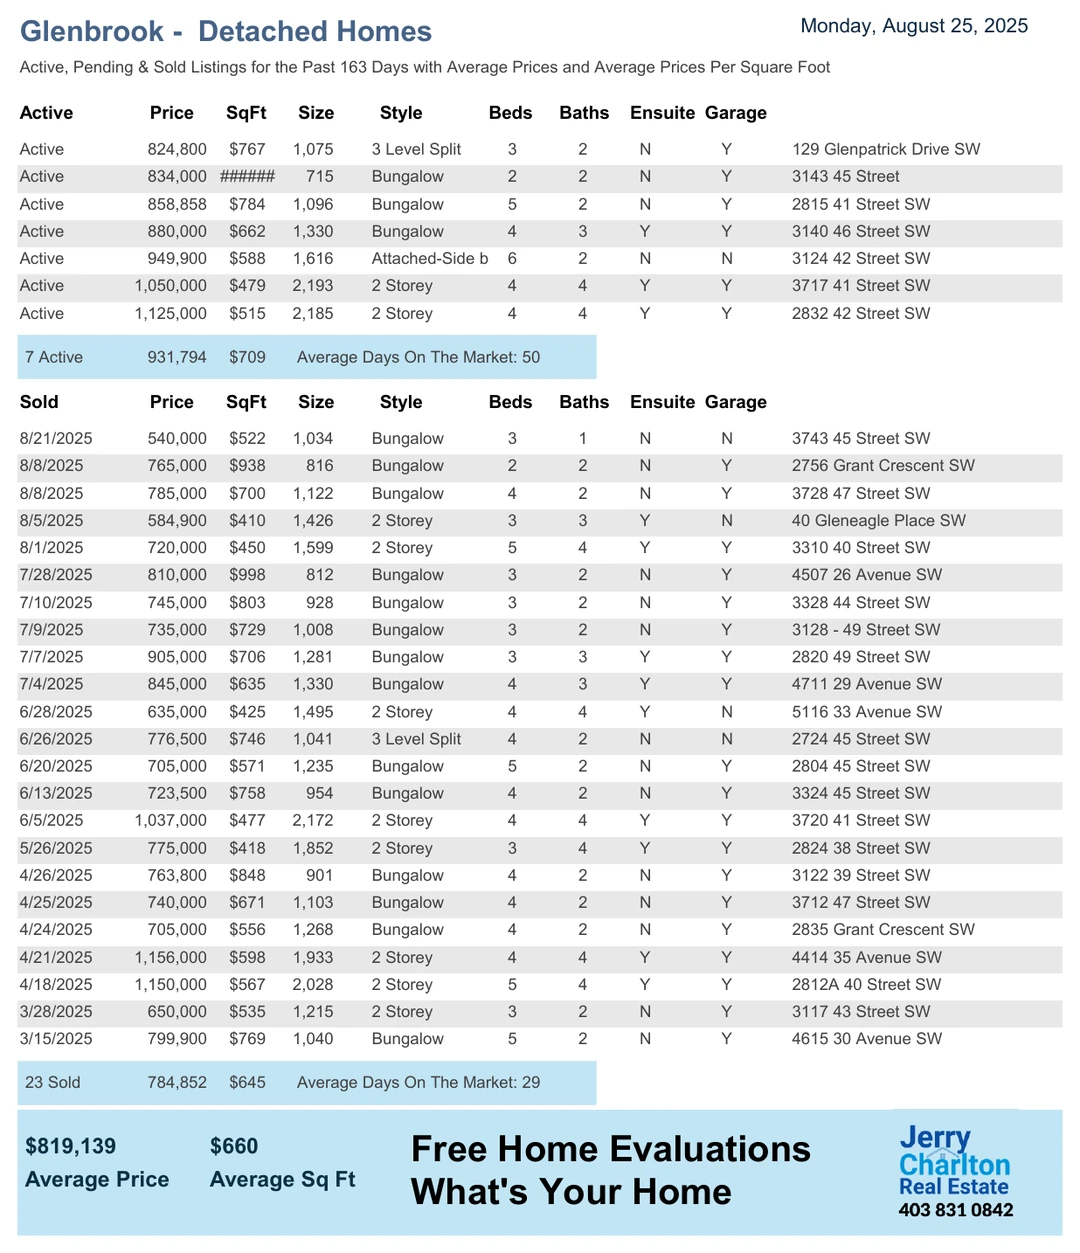 Glenbrook - Detached Homes
Monday, August 25, 2025
Active, Pending & Sold Listings for the Past 163 Days with Average Prices and Average Prices Per Square Foot
Active Price SqFt Size Style Beds Baths Ensuite Garage
Active 824,800 $767 1,075 3 Level Split 3 2 N Y 129 Glenpatrick Drive SW
Active 834,000 ###### 715 Bungalow 2 2 N Y 3143 45 Street
Active 858,858 $784 1,096 Bungalow 5 2 N Y 2815 41 Street SW
Active 880,000 $662 1,330 Bungalow 4 3 Y Y 3140 46 Street SW
Active 949,900 $588 1,616 Attached-Side b 6 2 N N 3124 42 Street SW
Active 1,050,000 $479 2,193 2 Storey 4 4 Y Y 3717 41 Street SW
Active 1,125,000 $515 2,185 2 Storey 4 4 Y Y 2832 42 Street SW
7 Active 931,794 $709 Average Days On The Market: 50
Sold Price SqFt Size Style Beds Baths Ensuite Garage
8/21/2025 540,000 $522 1,034 Bungalow 3 1 N N 3743 45 Street SW
8/8/2025 765,000 $938 816 Bungalow 2 2 N Y 2756 Grant Crescent SW
8/8/2025 785,000 $700 1,122 Bungalow 4 2 N Y 3728 47 Street SW
8/5/2025 584,900 $410 1,426 2 Storey 3 3 Y N 40 Gleneagle Place SW
8/1/2025 720,000 $450 1,599 2 Storey 5 4 Y Y 3310 40 Street SW
7/28/2025 810,000 $998 812 Bungalow 3 2 N Y 4507 26 Avenue SW
7/10/2025 745,000 $803 928 Bungalow 3 2 N Y 3328 44 Street SW
7/9/2025 735,000 $729 1,008 Bungalow 3 2 N Y 3128 - 49 Street SW
7/7/2025 905,000 $706 1,281 Bungalow 3 3 Y Y 2820 49 Street SW
7/4/2025 845,000 $635 1,330 Bungalow 4 3 Y Y 4711 29 Avenue SW
6/28/2025 635,000 $425 1,495 2 Storey 4 4 Y N 5116 33 Avenue SW
6/26/2025 776,500 $746 1,041 3 Level Split 4 2 N N 2724 45 Street SW
6/20/2025 705,000 $571 1,235 Bungalow 5 2 N Y 2804 45 Street SW
6/13/2025 723,500 $758 954 Bungalow 4 2 N Y 3324 45 Street SW
6/5/2025 1,037,000 $477 2,172 2 Storey 4 4 Y Y 3720 41 Street SW
5/26/2025 775,000 $418 1,852 2 Storey 3 4 Y Y 2824 38 Street SW
4/26/2025 763,800 $848 901 Bungalow 4 2 N Y 3122 39 Street SW
4/25/2025 740,000 $671 1,103 Bungalow 4 2 N Y 3712 47 Street SW
4/24/2025 705,000 $556 1,268 Bungalow 4 2 N Y 2835 Grant Crescent SW
4/21/2025 1,156,000 $598 1,933 2 Storey 4 4 Y Y 4414 35 Avenue SW
4/18/2025 1,150,000 $567 2,028 2 Storey 5 4 Y Y 2812A 40 Street SW
3/28/2025 650,000 $535 1,215 2 Storey 3 2 N Y 3117 43 Street SW
3/15/2025 799,900 $769 1,040 Bungalow 5 2 N Y 4615 30 Avenue SW
23 Sold 784,852 $645 Average Days On The Market: 29
$819,139 $660
Average Price Average Sq Ft
Free Home Evaluations
What's Your Home
Jerry
Charlton
Real Estate
403 831 0842